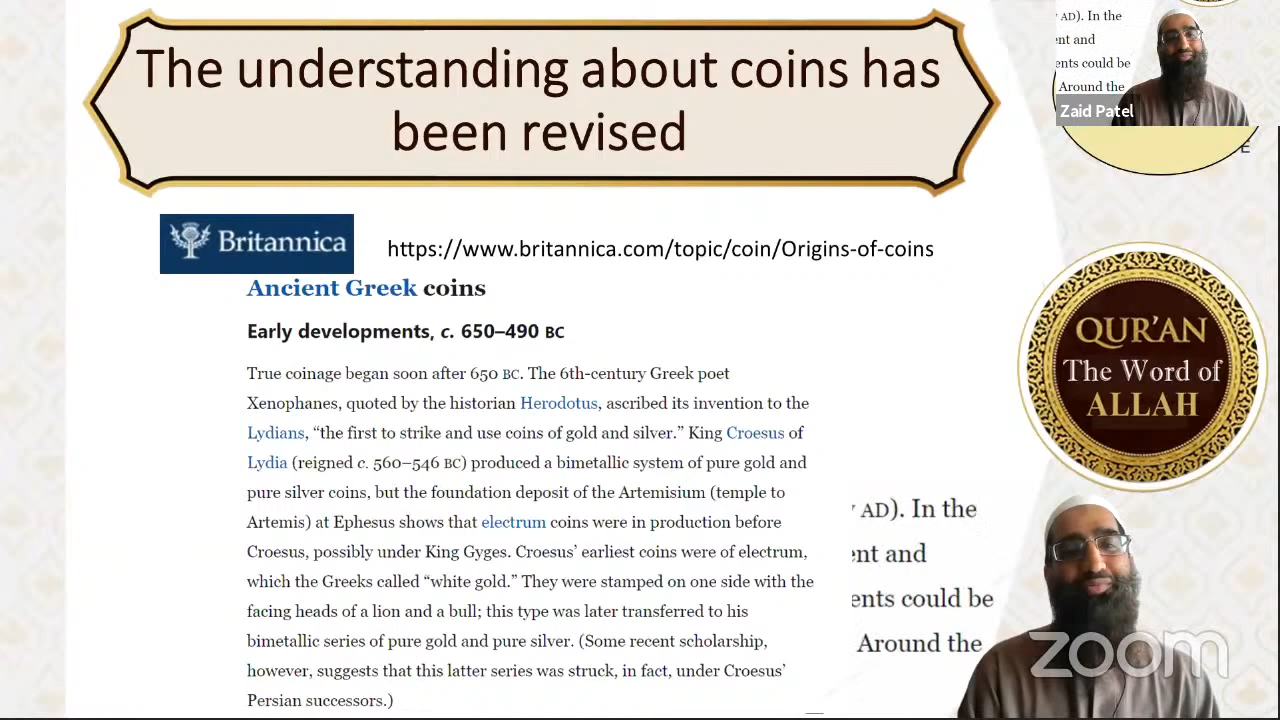 The understanding about coins has
been revised
AD). In the
ent and
ents could be
Around the
Zaid Patel
E
Britannica
https://www.britannica.com/topic/coin/Origins-of-coins
Ancient Greek coins
Early developments, c. 650–490 BC
True coinage began soon after 650 BC. The 6th-century Greek poet
Xenophanes, quoted by the historian Herodotus, ascribed its invention to the
Lydians, “the first to strike and use coins of gold and silver.” King Croesus of
Lydia (reigned c. 560–546 BC) produced a bimetallic system of pure gold and
pure silver coins, but the foundation deposit of the Artemisium (temple to
Artemis) at Ephesus shows that electrum coins were in production before
Croesus, possibly under King Gyges. Croesus’ earliest coins were of electrum,
which the Greeks called “white gold.” They were stamped on one side with the
facing heads of a lion and a bull; this type was later transferred to his
bimetallic series of pure gold and pure silver. (Some recent scholarship,
however, suggests that this latter series was struck, in fact, under Croesus’
Persian successors.)
QUR’AN
The Word of
ALLAH
AD). In the
ent and
ents could be
Around the
zoom